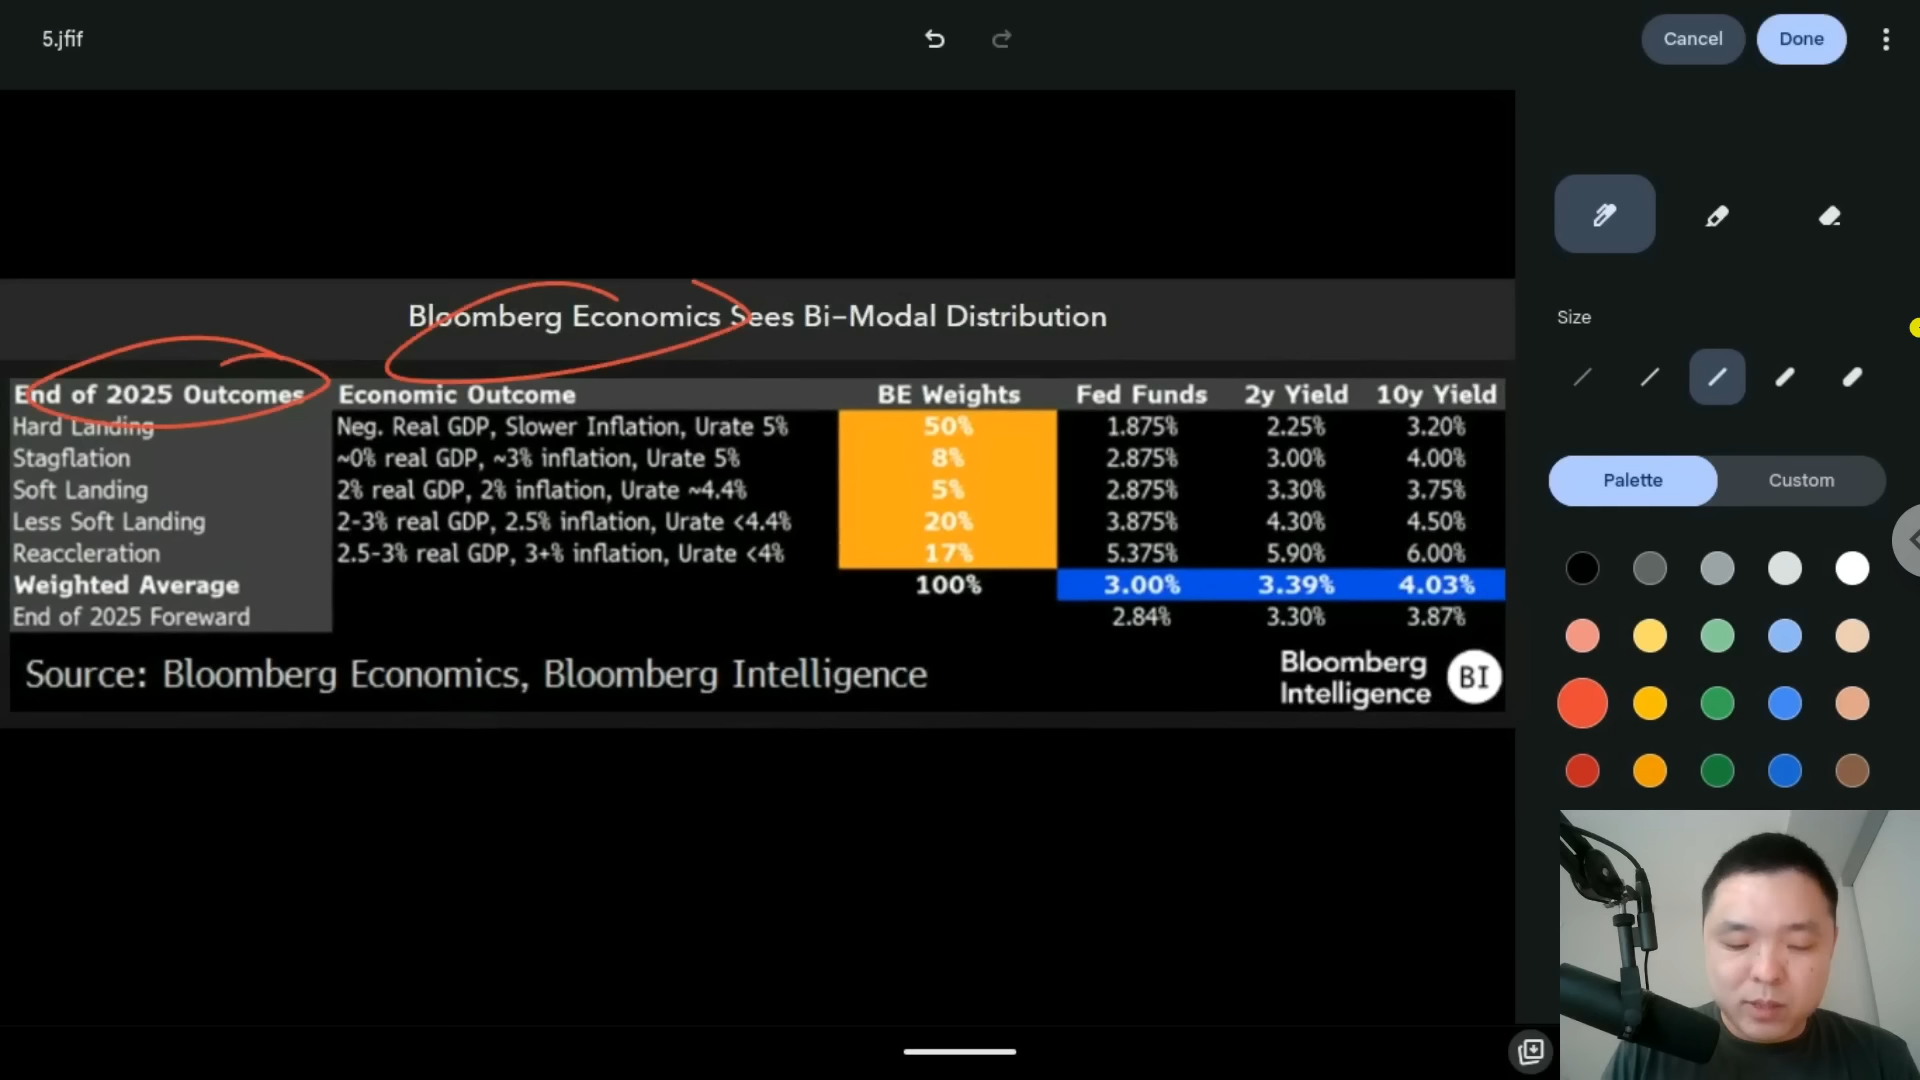 5.jfif
Cancel
Done
Size
Palette
Custom
Bloomberg Economics Sees Bi-Modal Distribution
End of 2025 Outcomes Economic Outcome BE Weights Fed Funds 2y Yield 10y Yield
Hard Landing Neg. Real GDP, Slower Inflation, Urate 5% 50% 1.875% 2.25% 3.20%
Stagflation ~0% real GDP, ~3% inflation, Urate 5% 8% 2.875% 3.00% 4.00%
Soft Landing 2% real GDP, 2% inflation, Urate ~4.4% 5% 2.875% 3.30% 3.75%
Less Soft Landing 2-3% real GDP, 2.5% inflation, Urate <4.4% 20% 3.875% 4.30% 4.50%
Reaccleration 2.5-3% real GDP, 3+% inflation, Urate <4% 17% 5.375% 5.90% 6.00%
Weighted Average 100% 3.00% 3.39% 4.03%
End of 2025 Foreward 2.84% 3.30% 3.87%
Source: Bloomberg Economics, Bloomberg Intelligence
Bloomberg
Intelligence
BI